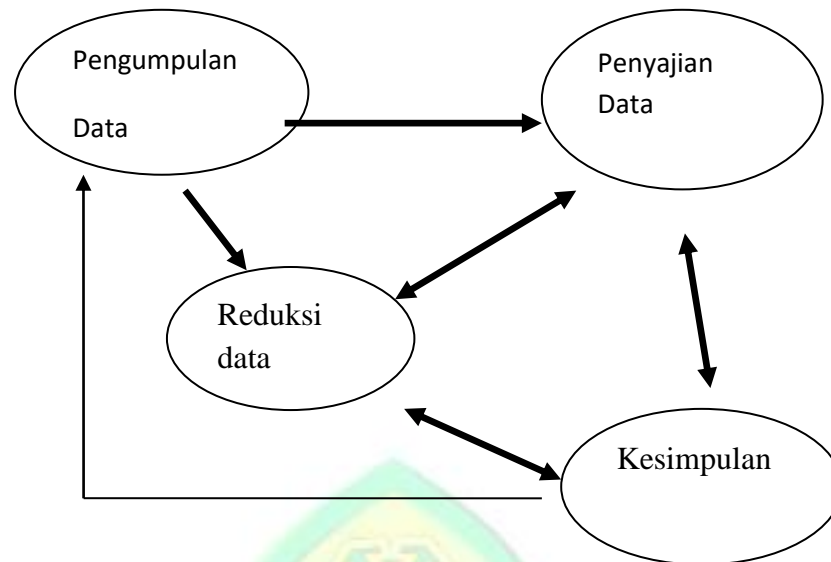 Pengumpulan
Data
Penyajian
Data
Reduksi
data
Kesimpulan